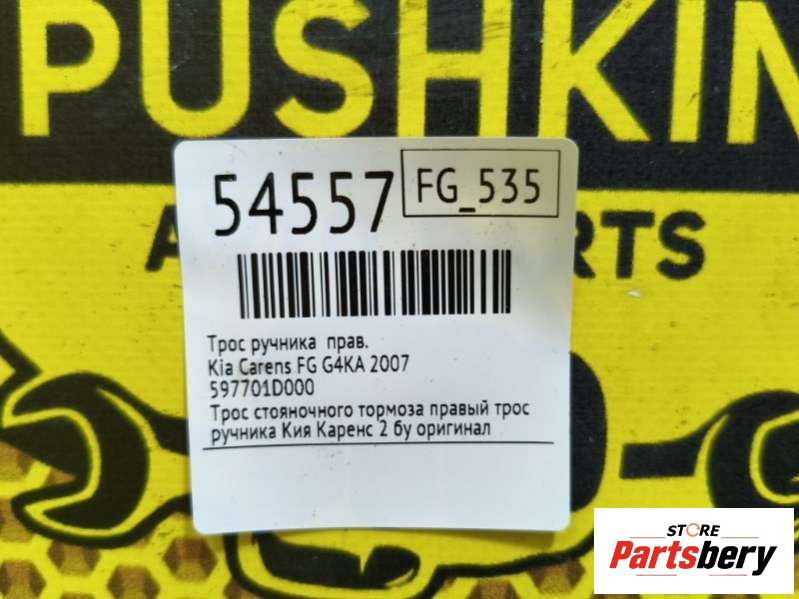 PUSHKIN
54557
FG_535
Трос ручника прав.
Kia Carens FG G4KA 2007
597701D000
Трос стояночного тормоза правый трос
ручника Кия Каренс 2 бу оригинал
STORE
Partsbery